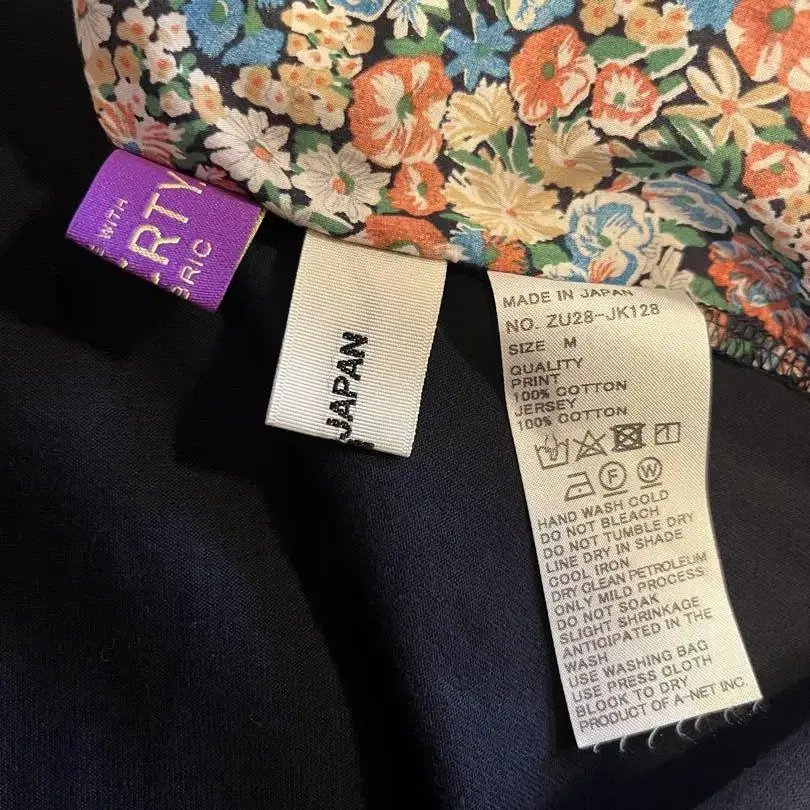 WITH
RTY
BRIC
JAPAN
MADE IN JAPAN
NO. ZU28-JK128
SIZE M
QUALITY
PRINT
100% COTTON
JERSEY
100% COTTON
F W
HAND WASH COLD
DO NOT BLEACH
DO NOT TUMBLE DRY
LINE DRY IN SHADE
COOL IRON
DRY CLEAN PETROLEUM
ONLY MILD PROCESS
DO NOT SOAK
SLIGHT SHRINKAGE
ANTICIPATED IN THE
WASH
USE WASHING BAG
USE PRESS CLOTH
BLOOK TO DRY
PRODUCT OF A-NET INC.